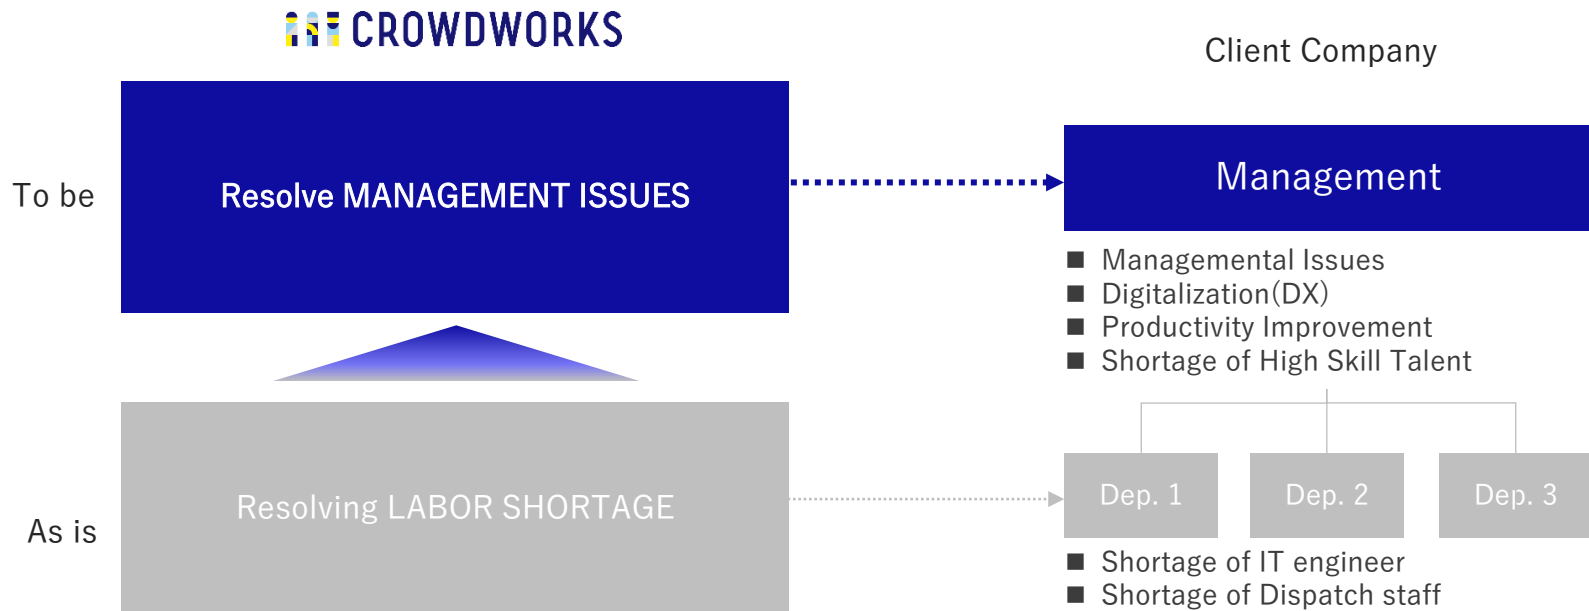 CROWDWORKS
Client Company
To be
Resolve MANAGEMENT ISSUES
Management
■ Managemental Issues
■ Digitalization(DX)
■ Productivity Improvement
■ Shortage of High Skill Talent
As is
Resolving LABOR SHORTAGE
Dep. 1
Dep. 2
Dep. 3
■ Shortage of IT engineer
■ Shortage of Dispatch staff